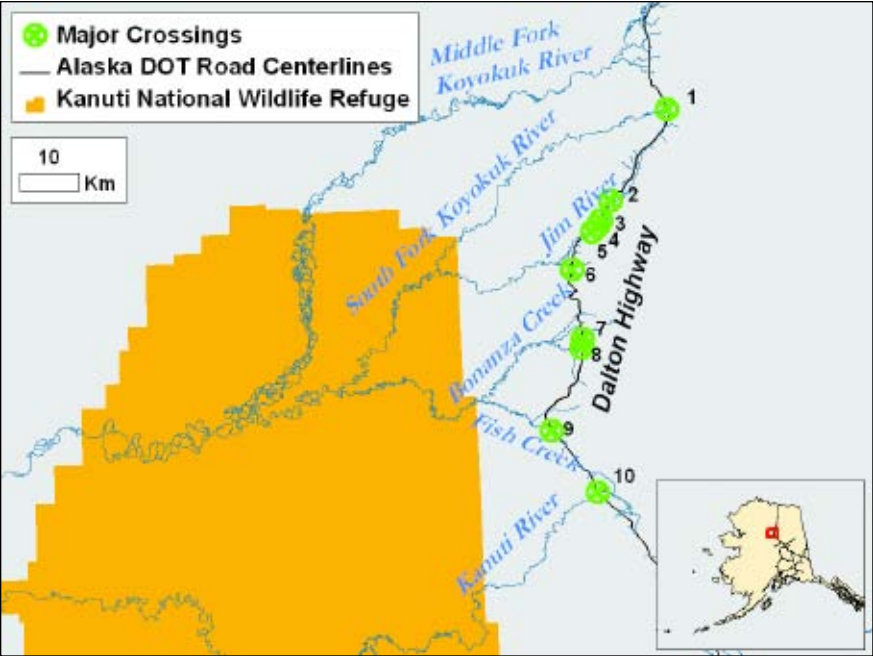 Major Crossings
Alaska DOT Road Centerlines
Kanuti National Wildlife Refuge
10
Km
Middle Fork
Koyokuk River
South Fork Koyokuk River
Jim River
Bonanza Creek
Fish Creek
Kanuti River
Dalton Highway
1
2
3
4
5
6
7
8
9
10